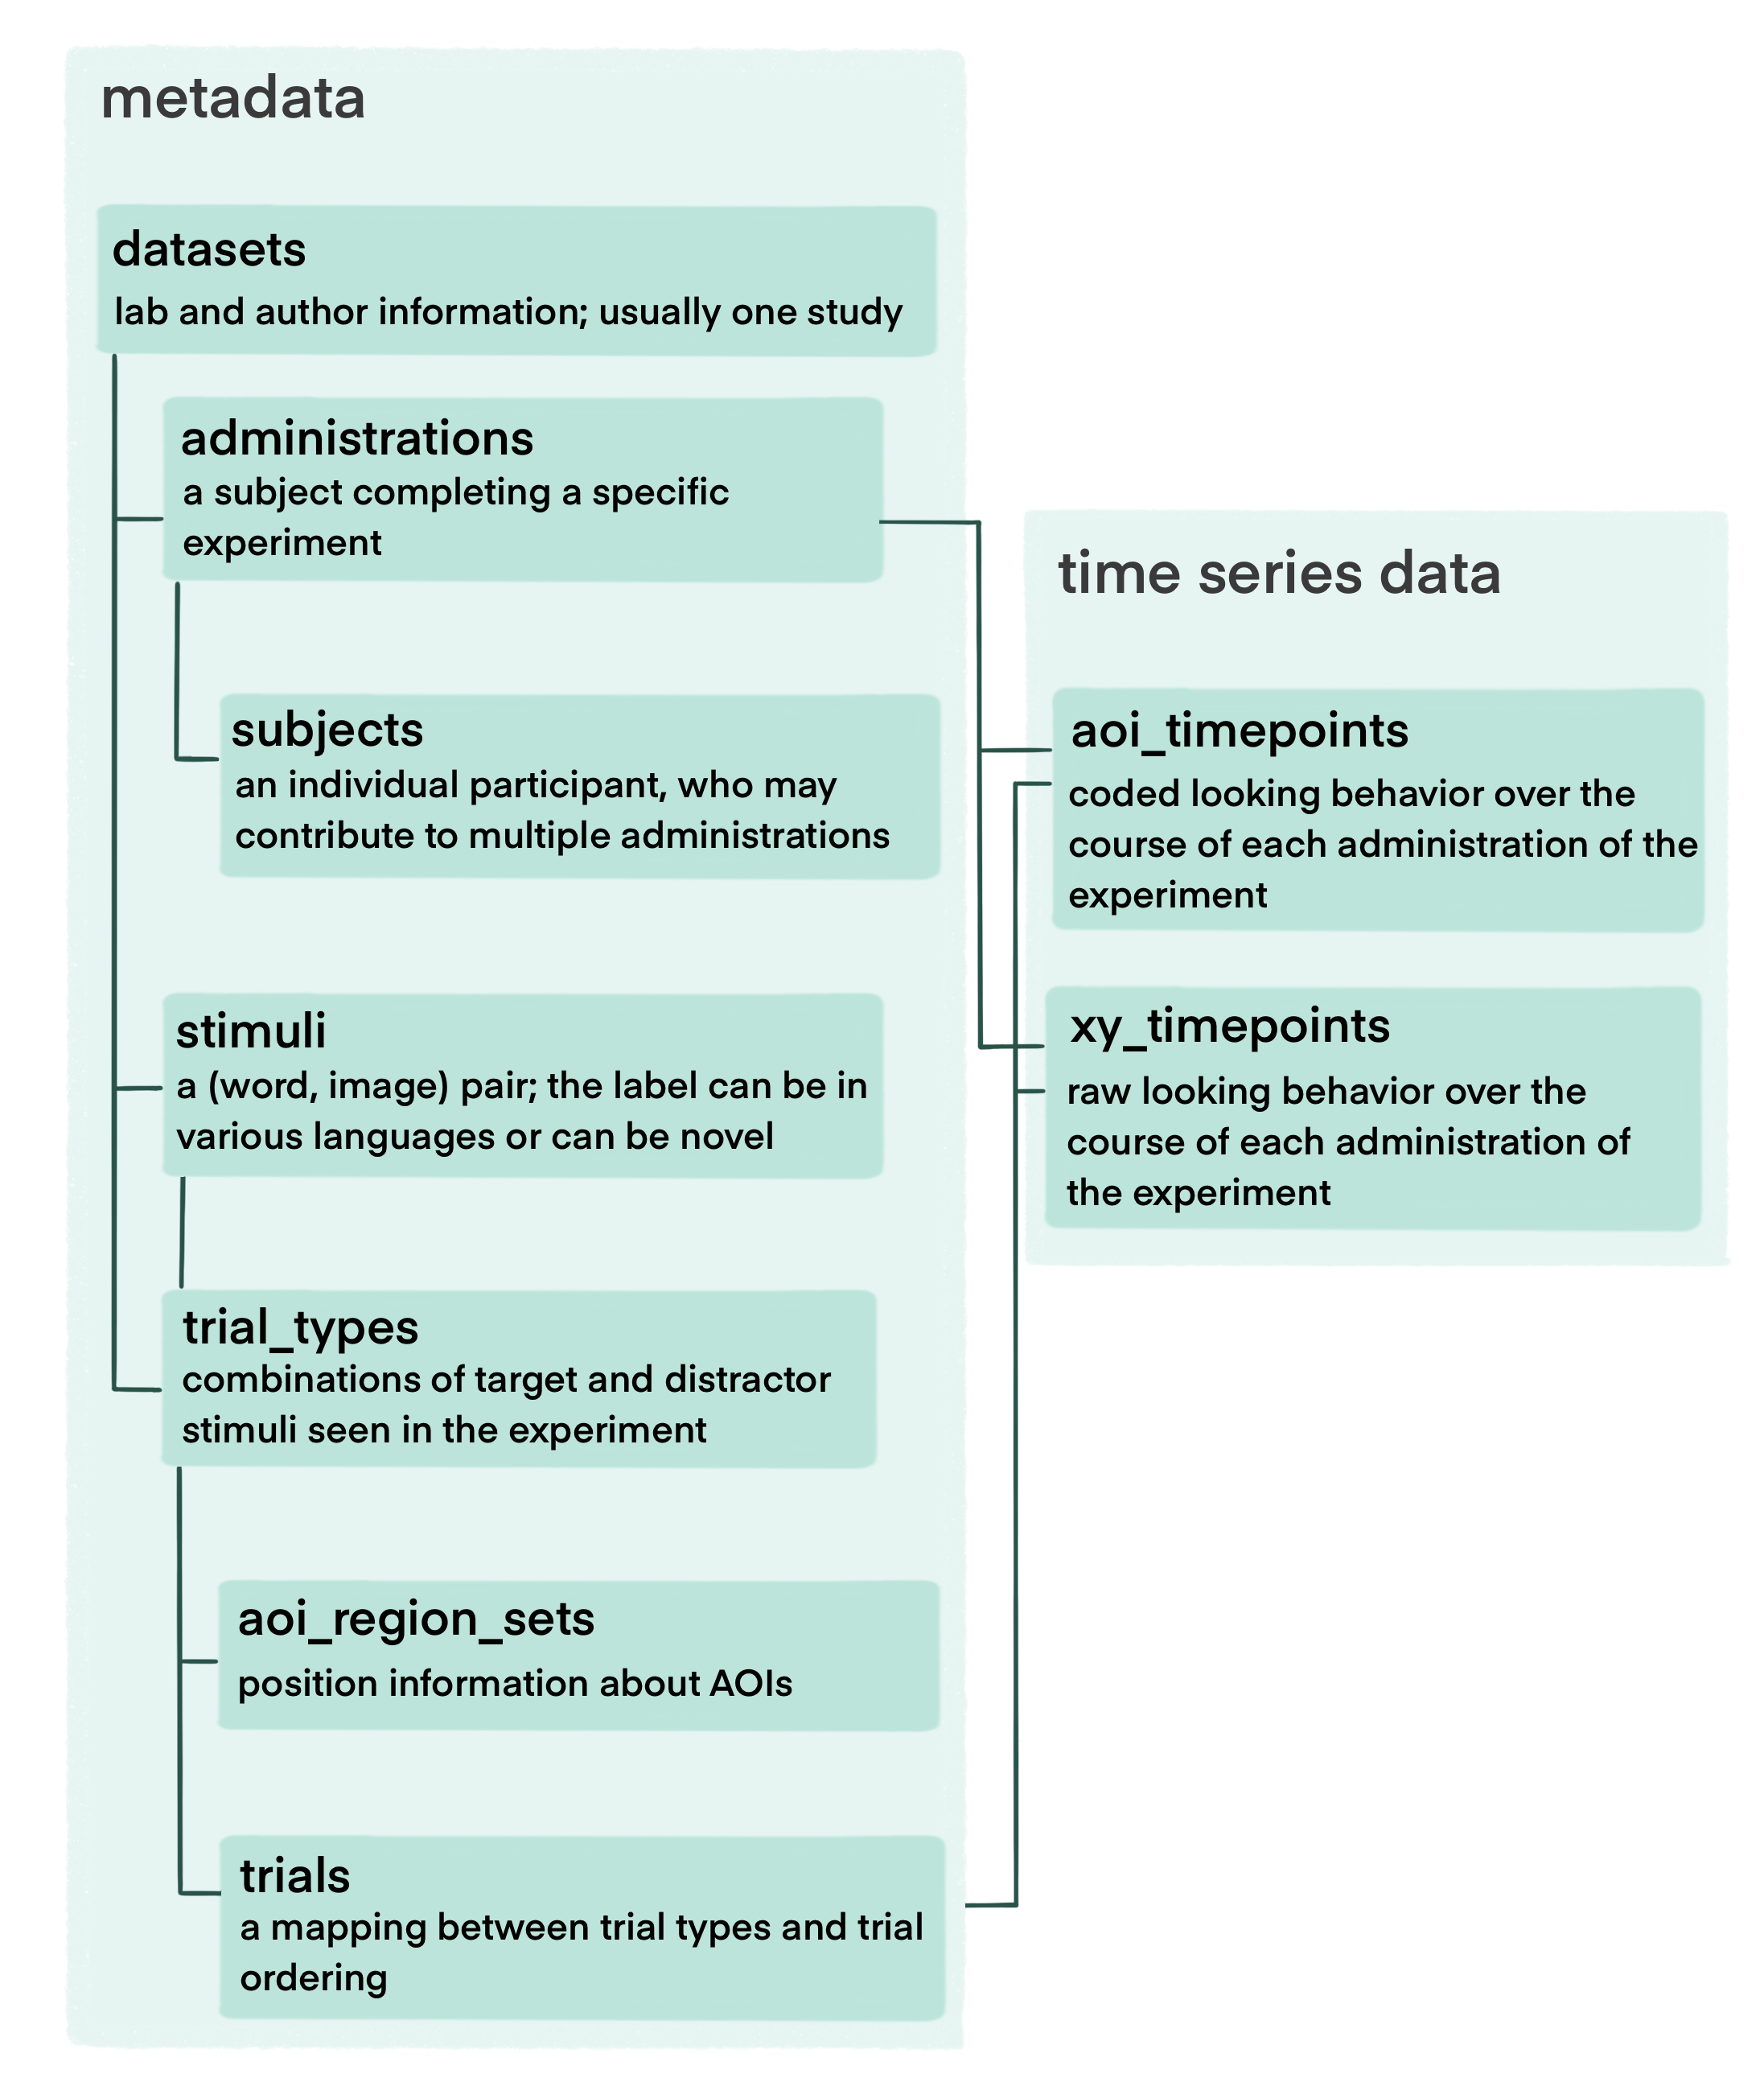 metadata
datasets
lab and author information; usually one study
administrations
a subject completing a specific
experiment
subjects
an individual participant, who may
contribute to multiple administrations
stimuli
a (word, image) pair; the label can be in
various languages or can be novel
trial_types
combinations of target and distractor
stimuli seen in the experiment
aoi_region_sets
position information about AOIs
trials
a mapping between trial types and trial
ordering
time series data
aoi_timepoints
coded looking behavior over the
course of each administration of the
experiment
xy_timepoints
raw looking behavior over the
course of each administration of
the experiment